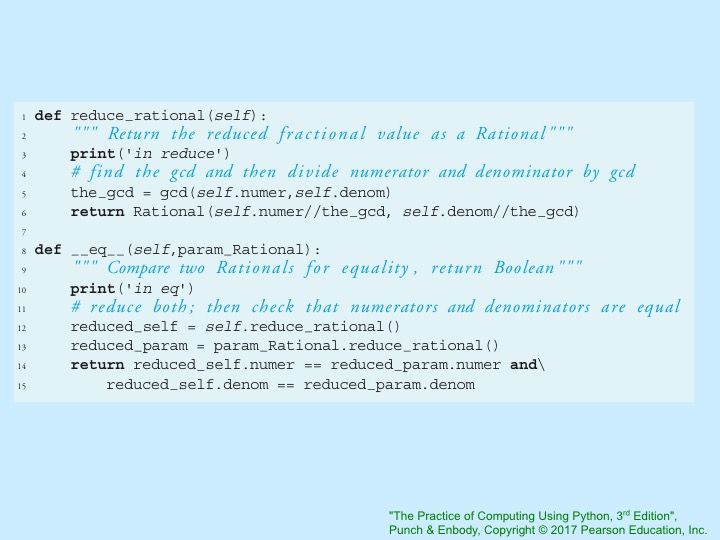 1 def reduce_rational(self):
2 """ Return the reduced fractional value as a Rational"""
3 print('in reduce')
4 # find the gcd and then divide numerator and denominator by gcd
5 the_gcd = gcd(self.numer,self.denom)
6 return Rational(self.numer//the_gcd, self.denom//the_gcd)
7
8 def __eq__(self,param_Rational):
9 """ Compare two Rationals for equality, return Boolean"""
10 print('in eq')
11 # reduce both; then check that numerators and denominators are equal
12 reduced_self = self.reduce_rational()
13 reduced_param = param_Rational.reduce_rational()
14 return reduced_self.numer == reduced_param.numer and\
15 reduced_self.denom == reduced_param.denom
"The Practice of Computing Using Python, 3rd Edition",
Punch & Enbody, Copyright © 2017 Pearson Education, Inc.